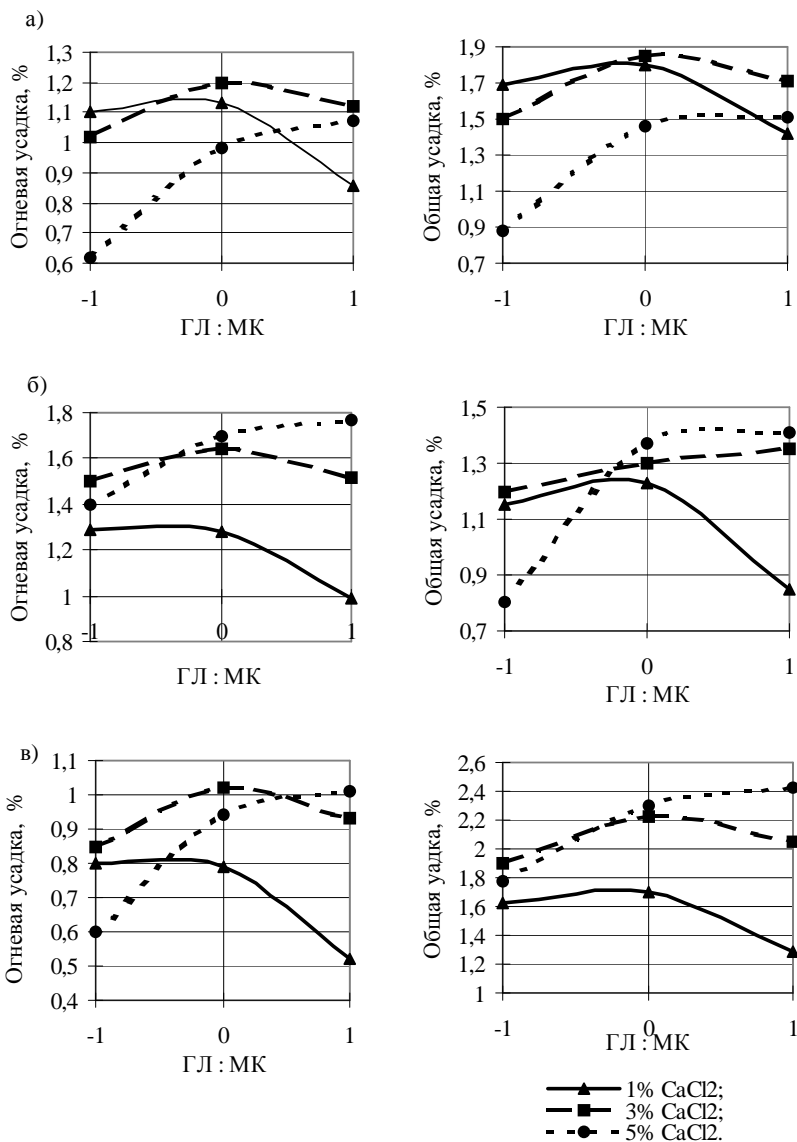 а)
Огневая усадка, %
1,3
1,2
1,1
1
0,9
0,8
0,7
0,6
-1 0 1
ГЛ : МК
Общая усадка, %
1,9
1,7
1,5
1,3
1,1
0,9
0,7
-1 0 1
ГЛ : МК
б)
Огневая усадка, %
1,8
1,6
1,4
1,2
1
0,8
-1 0 1
ГЛ : МК
Общая усадка, %
1,5
1,3
1,1
0,9
0,7
-1 0 1
ГЛ : МК
в)
Огневая усадка, %
1,1
1
0,9
0,8
0,7
0,6
0,5
0,4
-1 0 1
ГЛ : МК
Общая уадка, %
2,6
2,4
2,2
2
1,8
1,6
1,4
1,2
1
-1 0 1
ГЛ : МК
1% CaCl2;
3% CaCl2;
5% CaCl2.